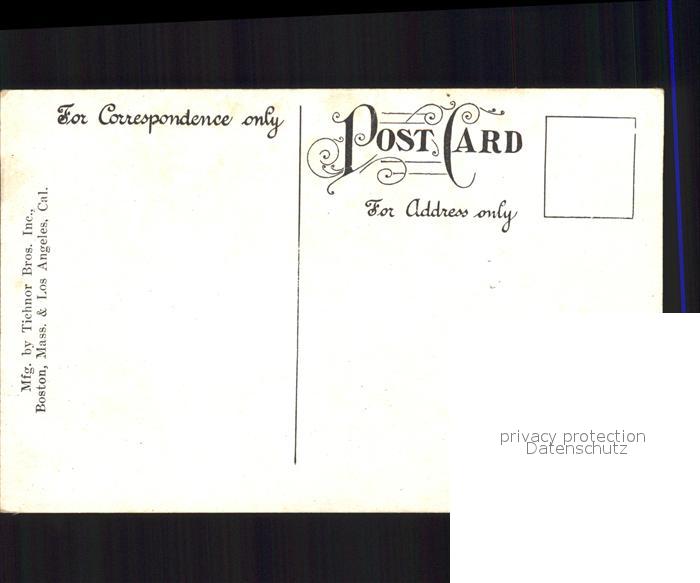 For Correspondence only
POST CARD
For Address only
Mfg. by Tichnor Bros. Inc.,
Boston, Mass. & Los Angeles, Cal.
privacy protection
Datenschutz